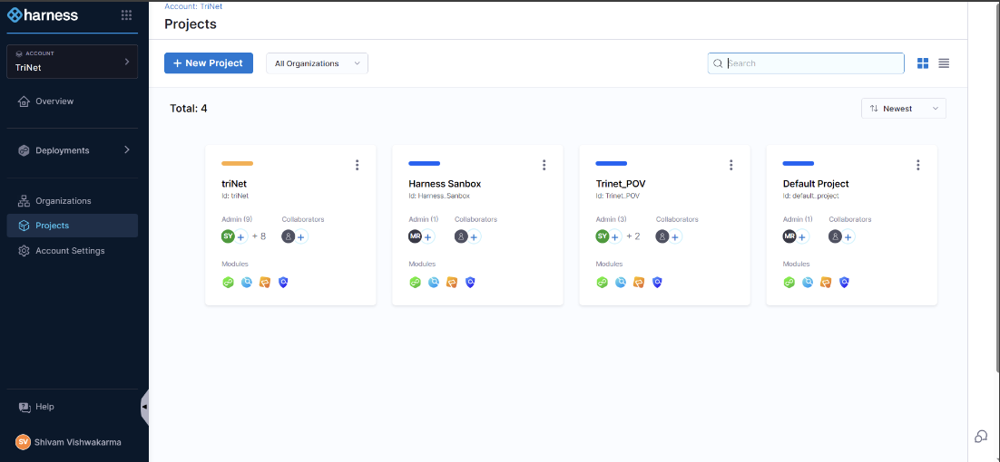 harness
ACCOUNT
TriNet
Overview
Deployments
Organizations
Projects
Account Settings
Help
SV
Shivam Vishwakarma
Account: TriNet
Projects
+ New Project
All Organizations
Search
Total: 4
Newest
triNet
Id: triNet
Admin (9)
Collaborators
SY + + 8
+
Modules
Harness Sanbox
Id: Harness_Sanbox
Admin (1)
Collaborators
MR +
+
Modules
Trinet_POV
Id: Trinet_POV
Admin (3)
Collaborators
SY + + 2
+
Modules
Default Project
Id: default_project
Admin (1)
Collaborators
MR +
+
Modules